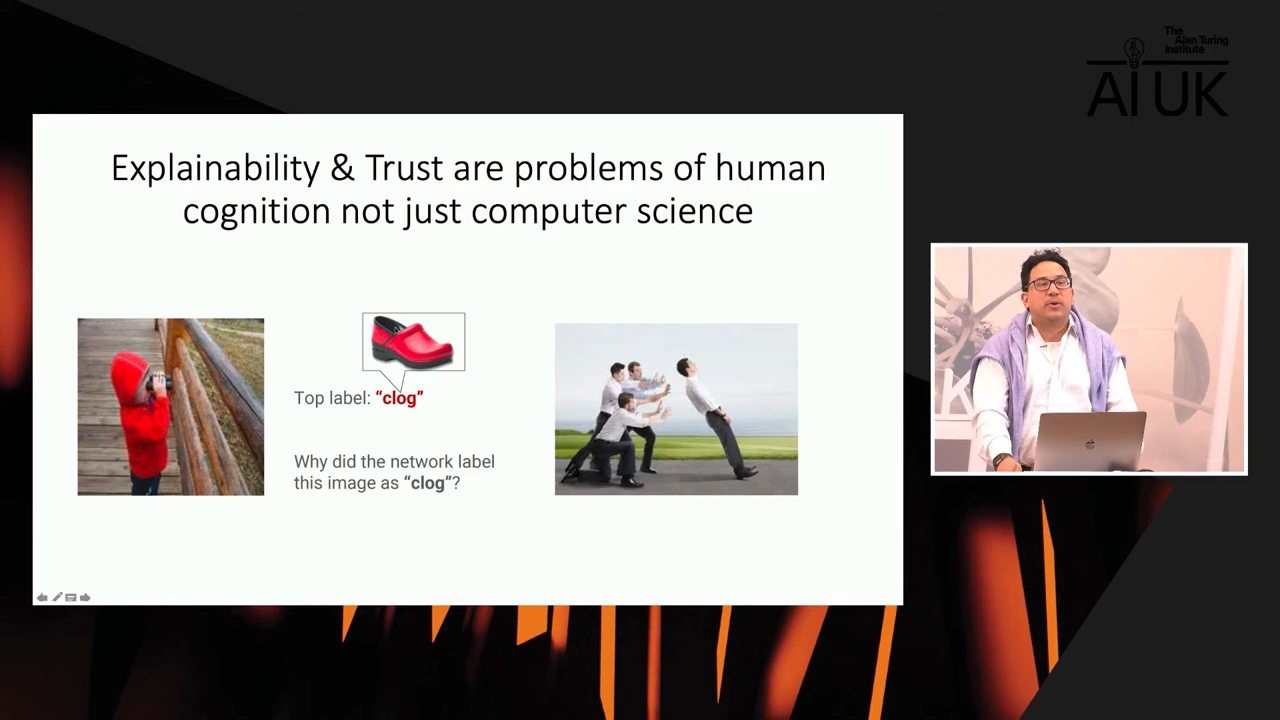 The
Alan Turing
Institute
AI UK
Explainability & Trust are problems of human
cognition not just computer science
Top label: “clog”
Why did the network label
this image as “clog”?